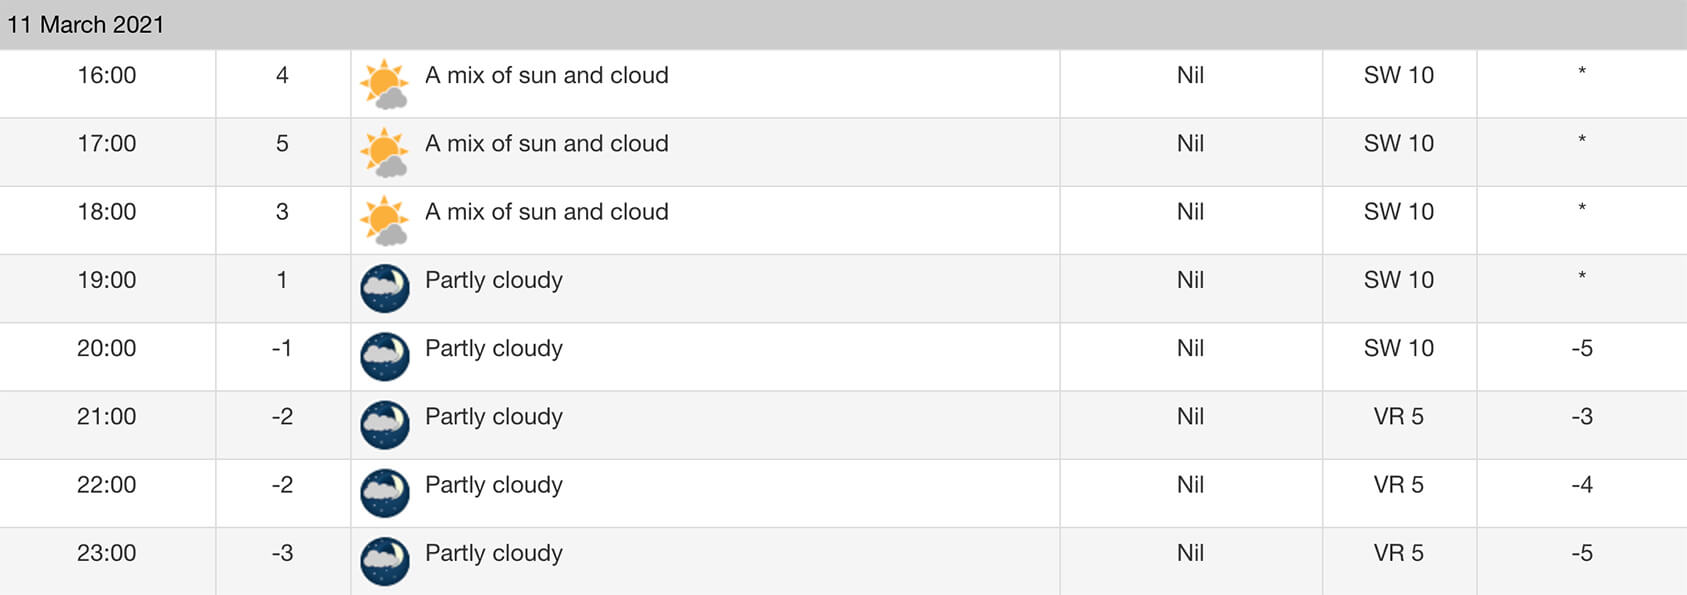 11 March 2021
16:00 4 A mix of sun and cloud Nil SW 10 *
17:00 5 A mix of sun and cloud Nil SW 10 *
18:00 3 A mix of sun and cloud Nil SW 10 *
19:00 1 Partly cloudy Nil SW 10 *
20:00 -1 Partly cloudy Nil SW 10 -5
21:00 -2 Partly cloudy Nil VR 5 -3
22:00 -2 Partly cloudy Nil VR 5 -4
23:00 -3 Partly cloudy Nil VR 5 -5